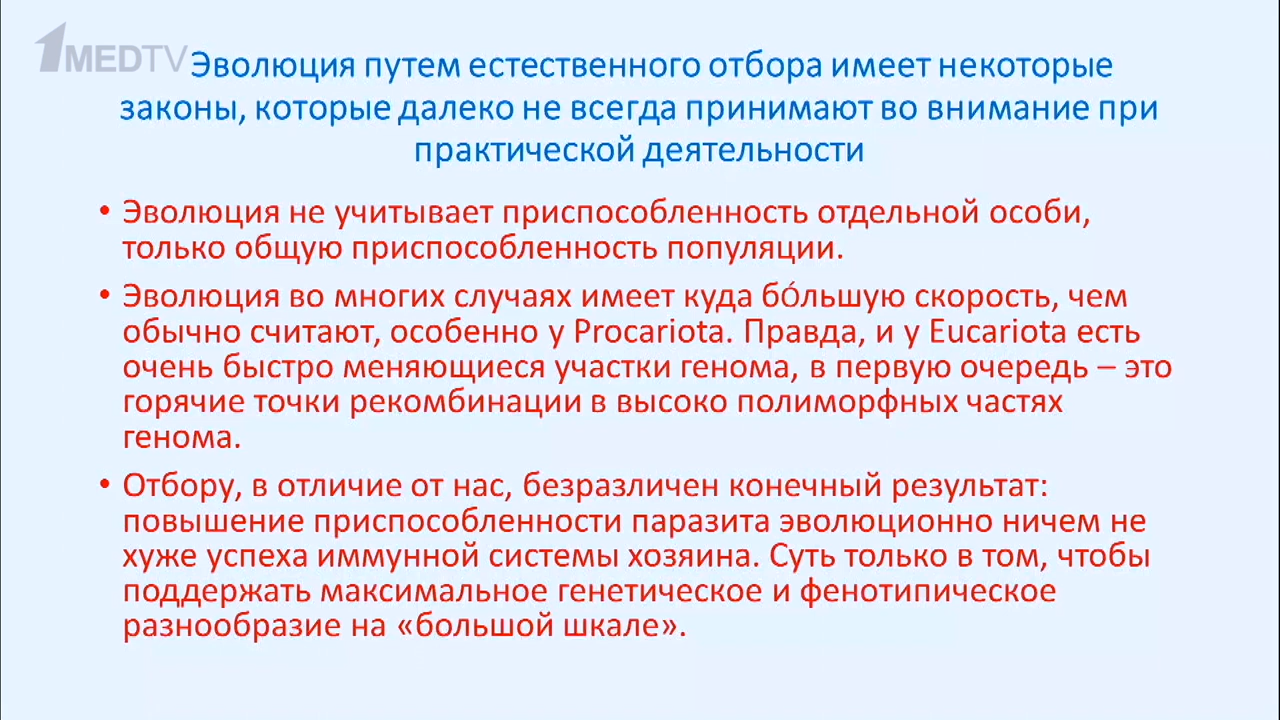 1MEDTV
Эволюция путем естественного отбора имеет некоторые
законы, которые далеко не всегда принимают во внимание при
практической деятельности
• Эволюция не учитывает приспособленность отдельной особи,
только общую приспособленность популяции.
• Эволюция во многих случаях имеет куда бо́льшую скорость, чем
обычно считают, особенно у Procariota. Правда, и у Eucariota есть
очень быстро меняющиеся участки генома, в первую очередь – это
горячие точки рекомбинации в высоко полиморфных частях
генома.
• Отбору, в отличие от нас, безразличен конечный результат:
повышение приспособленности паразита эволюционно ничем не
хуже успеха иммунной системы хозяина. Суть только в том, чтобы
поддержать максимальное генетическое и фенотипическое
разнообразие на «большой шкале».